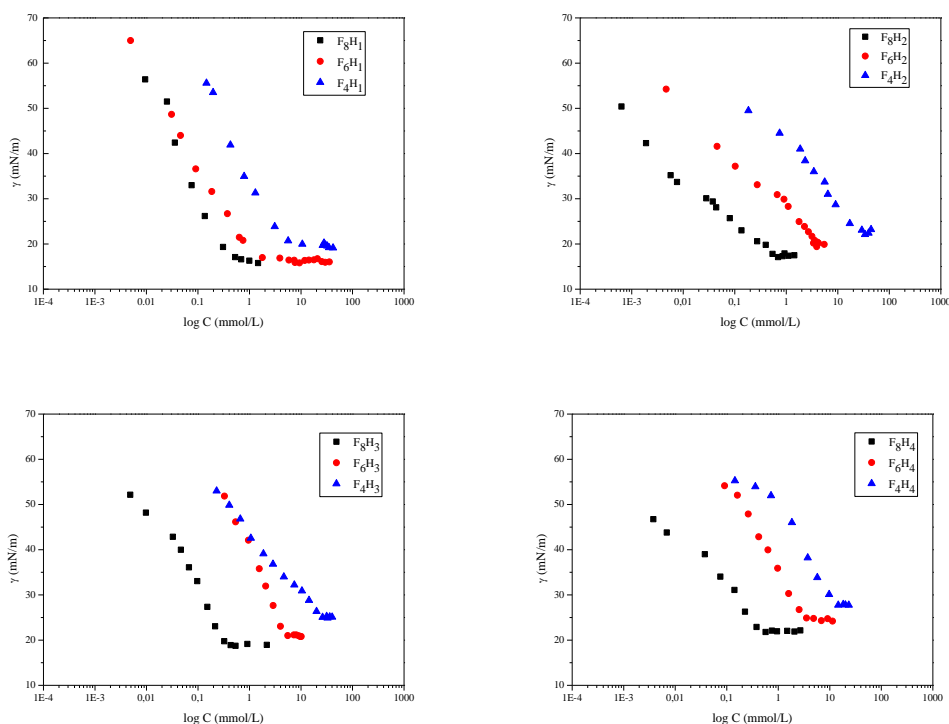 70
60
50
40
30
20
10
γ (mN/m)
F₈H₁
F₆H₁
F₄H₁
1E-4 1E-3 0,01 0,1 1 10 100 1000
log C (mmol/L)
70
60
50
40
30
20
10
γ (mN/m)
F₈H₂
F₆H₂
F₄H₂
1E-4 1E-3 0,01 0,1 1 10 100 1000
log C (mmol/L)
70
60
50
40
30
20
10
γ (mN/m)
F₈H₃
F₆H₃
F₄H₃
1E-4 1E-3 0,01 0,1 1 10 100 1000
log C (mmol/L)
70
60
50
40
30
20
10
γ (mN/m)
F₈H₄
F₆H₄
F₄H₄
1E-4 1E-3 0,01 0,1 1 10 100 1000
log C (mmol/L)